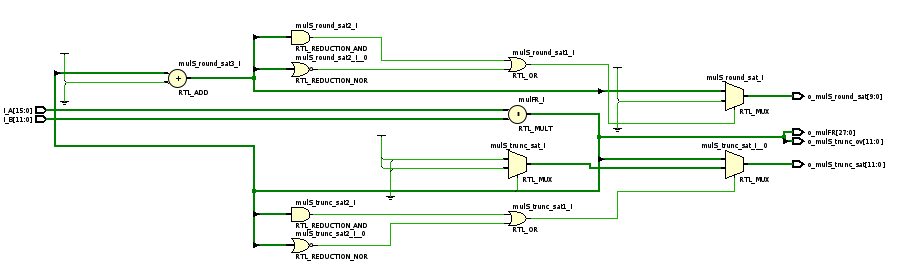 mulS_round_sat2_i
RTL_REDUCTION_AND
mulS_round_sat3_i
mulS_round_sat2_i__0
mulS_round_sat1_i
RTL_ADD
RTL_REDUCTION_NOR
RTL_OR
mulS_round_sat_i
o_mulS_round_sat[9:0]
mulFR_i
RTL_MUX
i_A[15:0]
i_B[11:0]
RTL_MULT
o_mulFR[27:0]
o_mulS_trunc_ov[11:0]
mulS_trunc_sat_i
mulS_trunc_sat_i__0
o_mulS_trunc_sat[11:0]
RTL_MUX
RTL_MUX
mulS_trunc_sat2_i
mulS_trunc_sat1_i
RTL_REDUCTION_AND
mulS_trunc_sat2_i__0
RTL_OR
RTL_REDUCTION_NOR